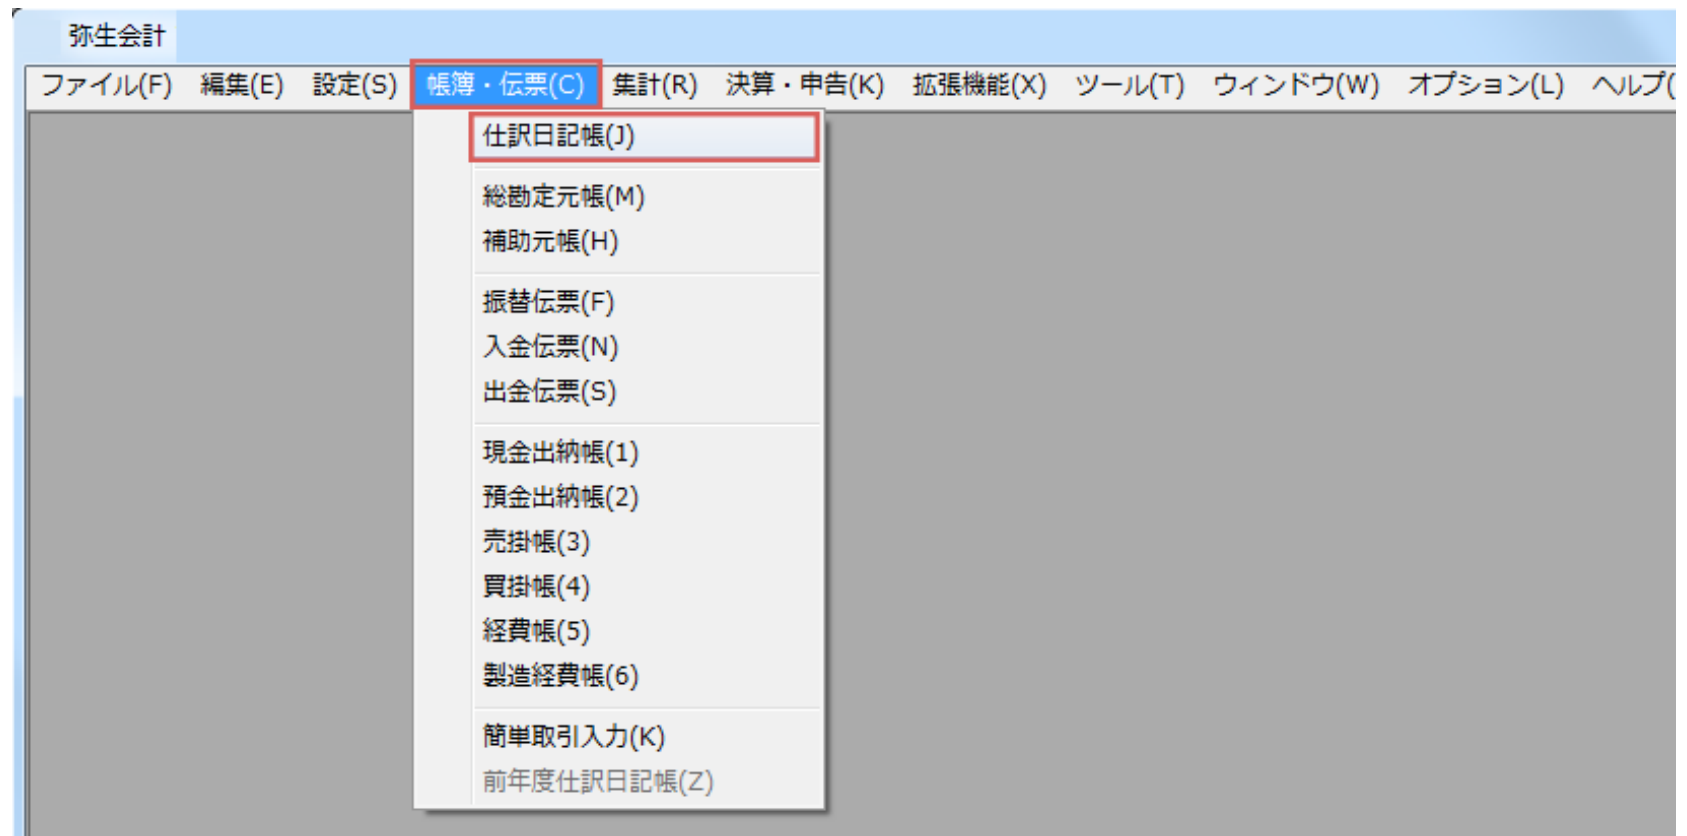 弥生会計
ファイル(F) 編集(E) 設定(S) 帳簿・伝票(C) 集計(R) 決算・申告(K) 拡張機能(X) ツール(T) ウィンドウ(W) オプション(L) ヘルプ(
仕訳日記帳(J)
総勘定元帳(M)
補助元帳(H)
振替伝票(F)
入金伝票(N)
出金伝票(S)
現金出納帳(1)
預金出納帳(2)
売掛帳(3)
買掛帳(4)
経費帳(5)
製造経費帳(6)
簡単取引入力(K)
前年度仕訳日記帳(Z)